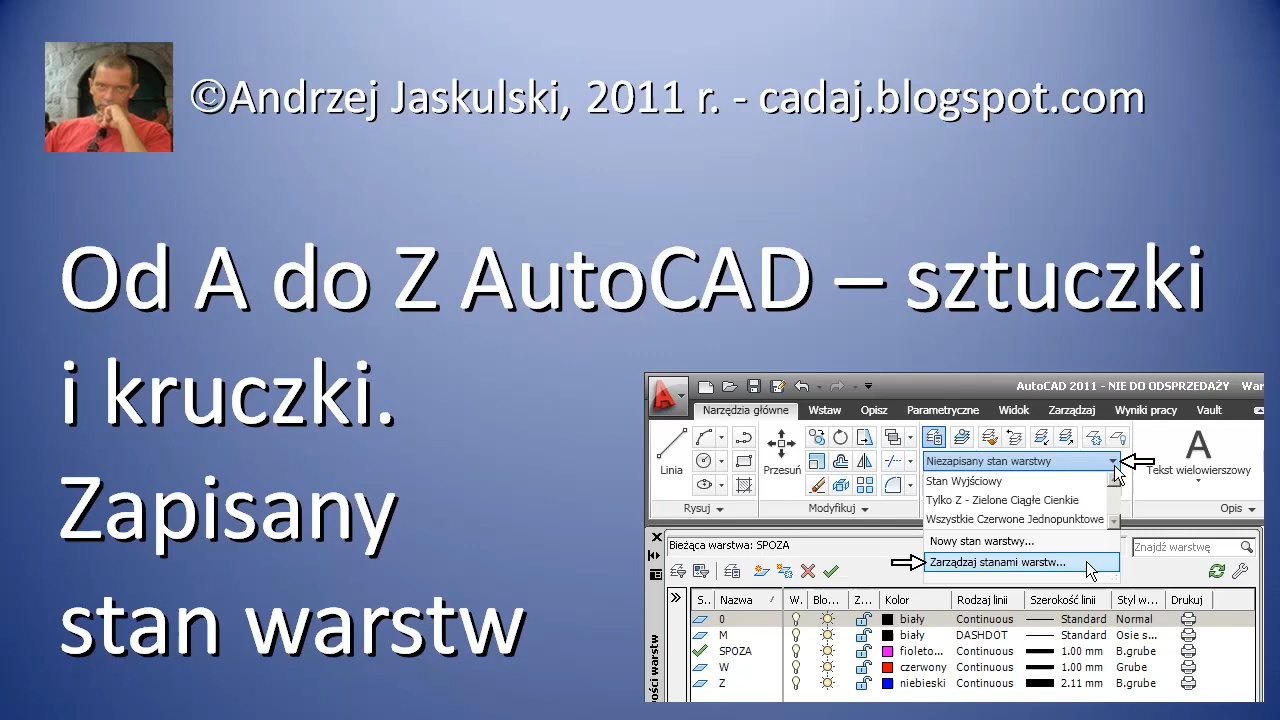 ©Andrzej Jaskulski, 2011 r. - cadaj.blogspot.com
Od A do Z AutoCAD – sztuczki
i kruczki.
Zapisany
stan warstw
AutoCAD 2011 - NIE DO ODSPRZEDAŻY War
Narzędzia główne Wstaw Opisz Parametryczne Widok Zarządzaj Wyniki pracy Vault
Linia Przesuń A Tekst wielowierszowy
Niezapisany stan warstwy
Stan Wyjściowy
Tylko Z - Zielone Ciągłe Cienkie
Wszystkie Czerwone Jednopunktowe
Rysuj Modyfikuj Opis
Nowy stan warstwy...
Zarządzaj stanami warstw...
Bieżąca warstwa: SPOZA Znajdź warstwę
S.. Nazwa W. Blo... Z... Kolor Rodzaj linii Szerokość linii Styl w... Drukuj
0 biały Continuous Standard Normal
M biały DASHDOT Standard Osie s...
SPOZA fioleto... Continuous 1.00 mm B.grube
W czerwony Continuous 1.00 mm Grube
Z niebieski Continuous 2.11 mm B.grube
ości warstw